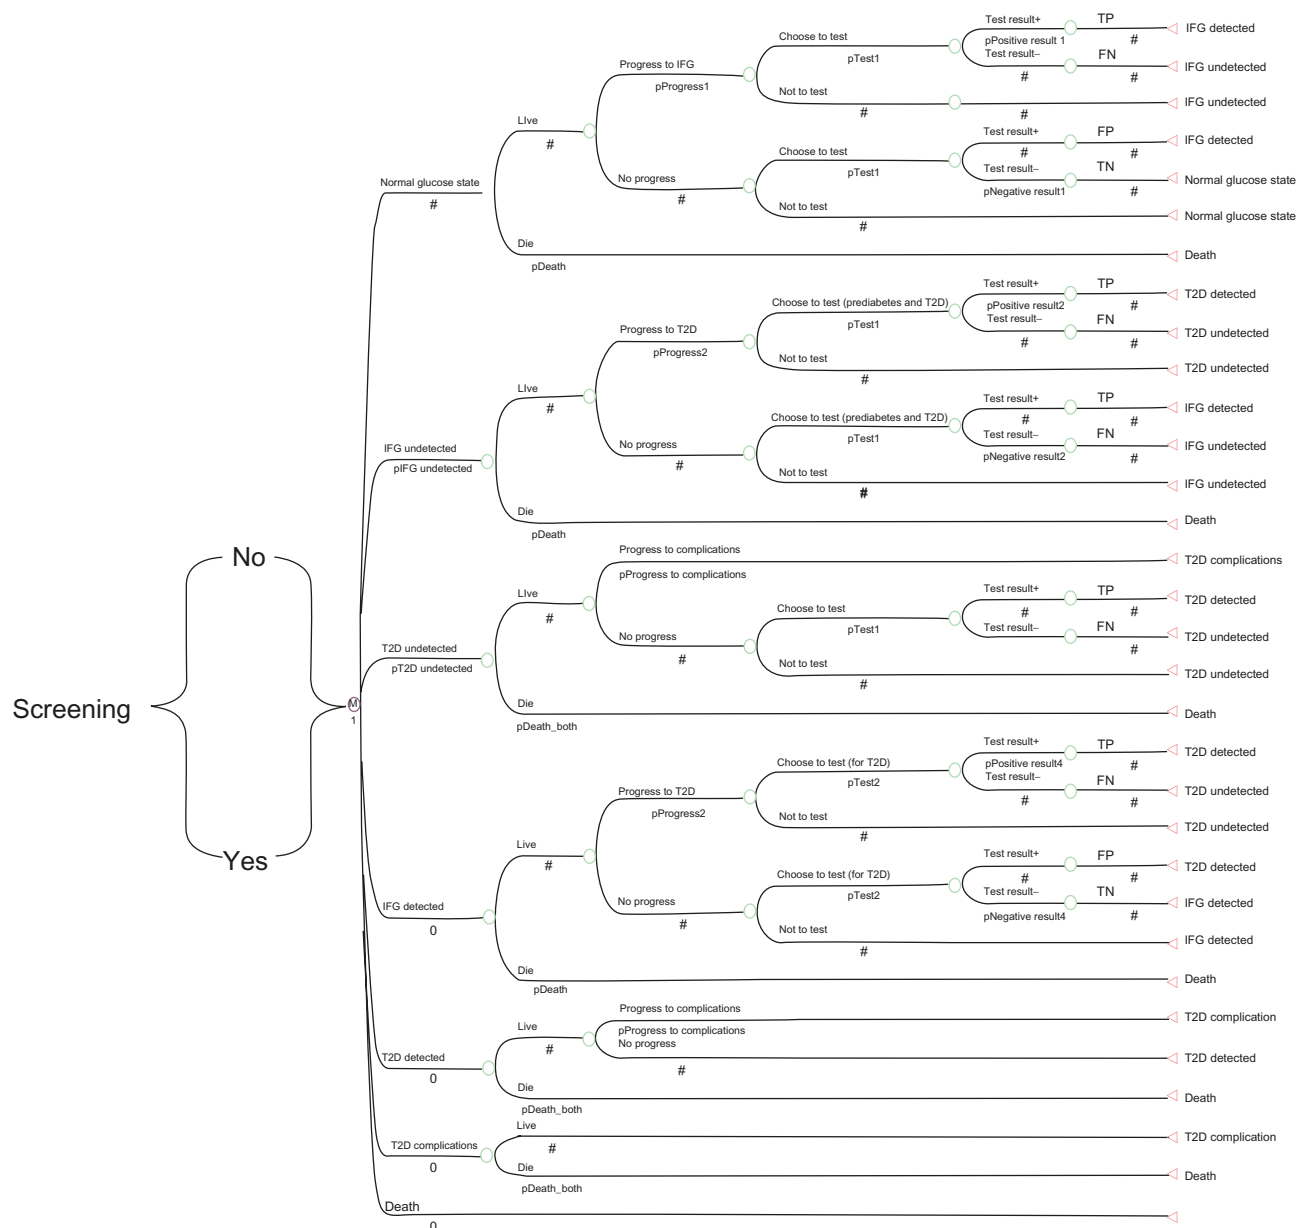 Test result+
TP
IFG detected
#
pPositive result 1
Choose to test
Test result–
FN
IFG undetected
pTest1
#
#
Progress to IFG
pProgress1
Not to test
IFG undetected
#
#
LIve
#
Test result+
FP
IFG detected
#
#
Choose to test
pTest1
Test result–
TN
Normal glucose state
pNegative result1
#
No progress
#
Normal glucose state
#
Not to test
Normal glucose state
#
Die
Death
pDeath
Test result+
TP
T2D detected
Choose to test (prediabetes and T2D)
pPositive result2
#
pTest1
Test result–
FN
T2D undetected
#
#
Progress to T2D
pProgress2
Not to test
T2D undetected
#
LIve
#
Test result+
TP
IFG detected
#
#
Choose to test (prediabetes and T2D)
pTest1
Test result–
FN
IFG undetected
pNegative result2
#
No progress
#
IFG undetected
pIFG undetected
Not to test
IFG undetected
#
Die
Death
pDeath
No
Progress to complications
T2D complications
pProgress to complications
LIve
#
Test result+
TP
T2D detected
#
#
Choose to test
pTest1
Test result–
FN
T2D undetected
#
No progress
#
T2D undetected
pT2D undetected
Not to test
T2D undetected
#
Screening
M
1
Die
Death
pDeath_both
Test result+
TP
T2D detected
Choose to test (for T2D)
pPositive result4
#
pTest2
Test result–
FN
T2D undetected
#
#
Progress to T2D
pProgress2
Not to test
T2D undetected
#
Yes
Live
#
Test result+
FP
T2D detected
#
#
Choose to test (for T2D)
pTest2
Test result–
TN
IFG detected
pNegative result4
#
No progress
#
IFG detected
0
Not to test
IFG detected
#
Die
Death
pDeath
Progress to complications
T2D complication
pProgress to complications
Live
#
No progress
T2D detected
#
T2D detected
0
Die
Death
pDeath_both
Live
T2D complication
#
T2D complications
0
Die
Death
pDeath_both
Death
0